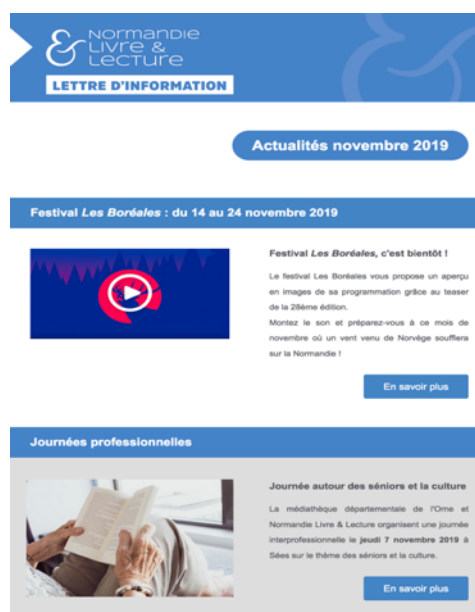 Normandie
Livre &
Lecture
LETTRE D'INFORMATION
Actualités novembre 2019
Festival Les Boréales : du 14 au 24 novembre 2019
Festival Les Boréales, c'est bientôt !
Le festival Les Boréales vous propose un aperçu
en images de sa programmation grâce au teaser
de la 28ème édition.
Montez le son et préparez-vous à ce mois de
novembre où un vent venu de Norvège soufflera
sur la Normandie !
En savoir plus
Journées professionnelles
Journée autour des séniors et la culture
La médiathèque départementale de l'Orne et
Normandie Livre & Lecture organisent une journée
interprofessionnelle le jeudi 7 novembre 2019 à
Sées sur le thème des séniors et la culture.
En savoir plus